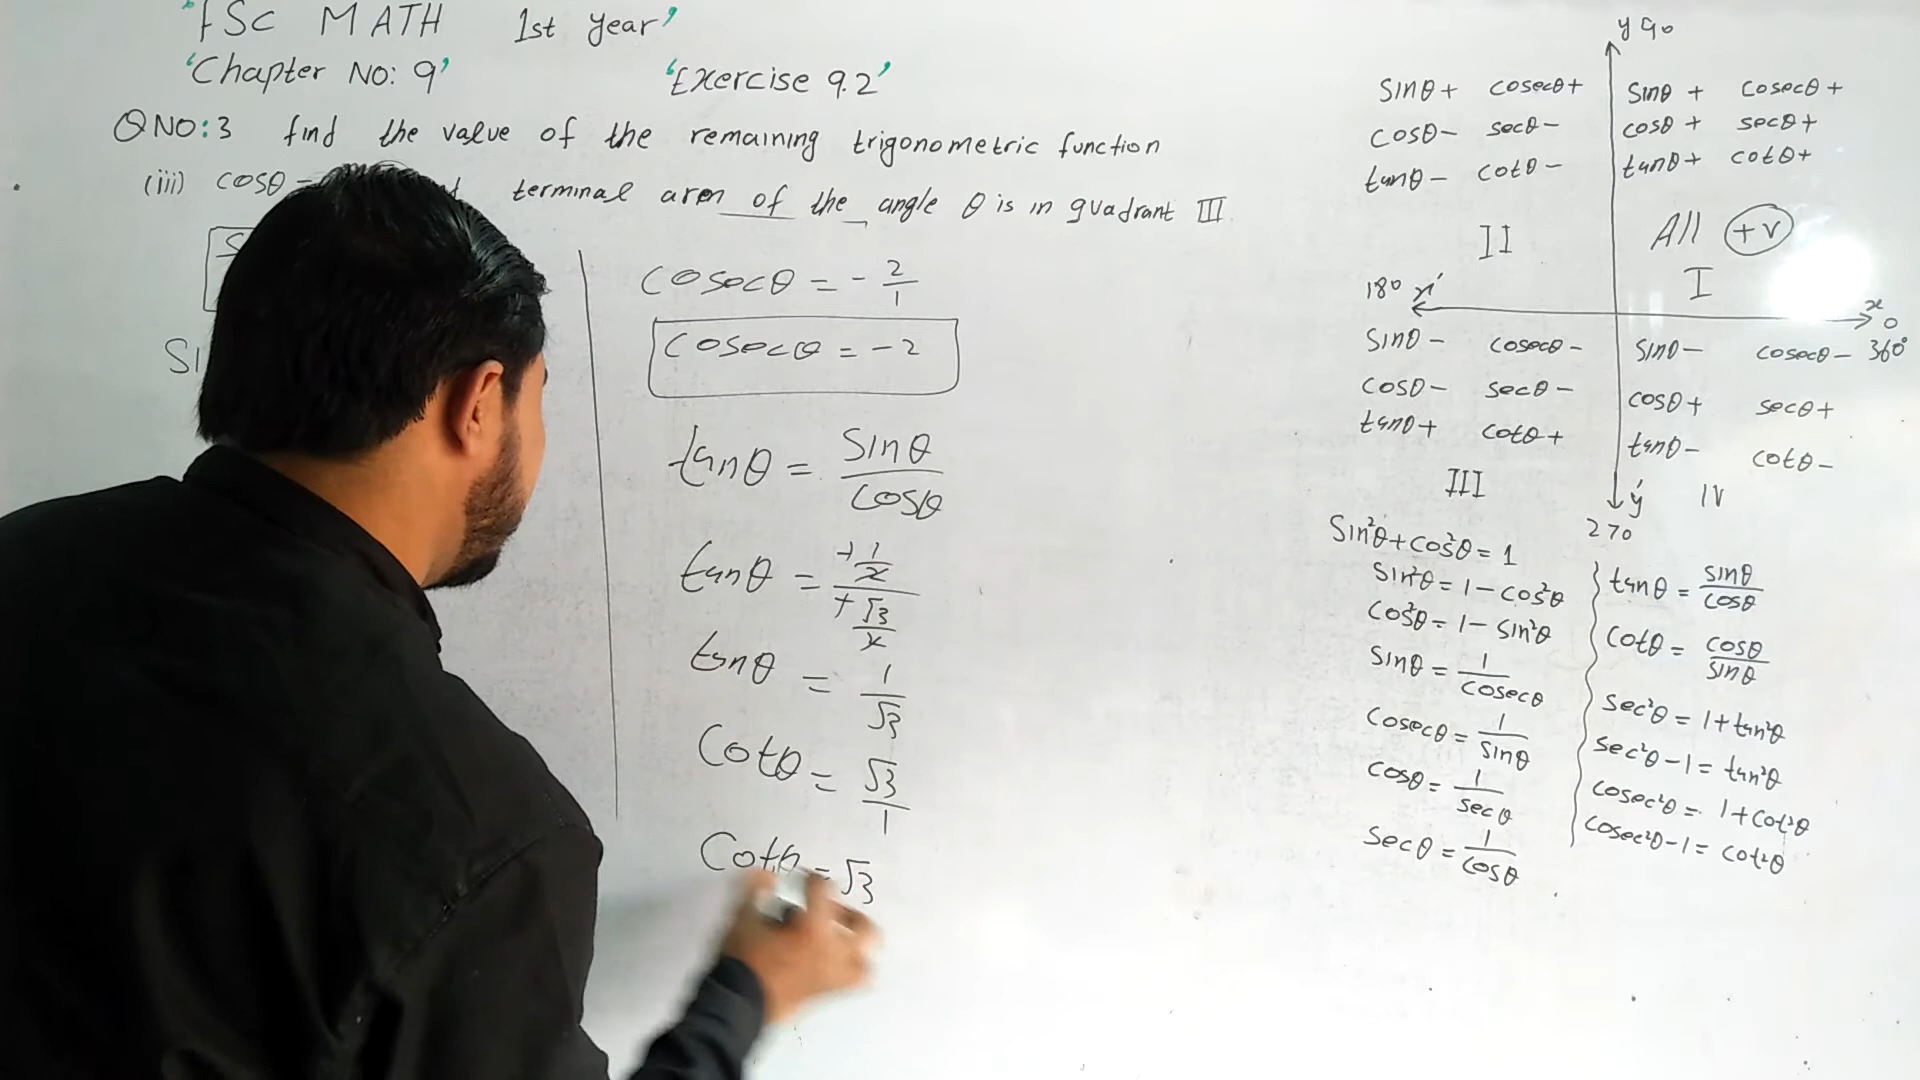 'FSc MATH 1st year'
'Chapter No: 9' 'Exercise 9.2'
QNO:3 find the value of the remaining trigonometric function
(iii) cosθ = terminal arm of the angle θ is in quadrant III
cosecθ = - 2/1
cosecθ = -2
tanθ = sinθ/cosθ
tanθ = (+1/2)/(+√3/2)
tanθ = 1/√3
Cotθ = √3/1
Cotθ = √3
y 90
sinθ+ cosecθ+
cosθ- secθ-
tanθ- cotθ-
II
sinθ + cosecθ +
cosθ + secθ+
tanθ+ cotθ+
All +v
I
180 x'
x 0
360°
sinθ- cosecθ-
cosθ- secθ-
tanθ+ cotθ+
III
sinθ- cosecθ-
cosθ+ secθ+
tanθ- cotθ-
IV
y'
270
Sin²θ+cos²θ = 1
sin²θ = 1-cos²θ
cos²θ = 1- sin²θ
sinθ = 1/cosecθ
cosecθ = 1/sinθ
cosθ = 1/secθ
secθ = 1/cosθ
tanθ = sinθ/cosθ
cotθ = cosθ/sinθ
sec²θ = 1+tan²θ
sec²θ-1 = tan²θ
cosec²θ = 1+cot²θ
cosec²θ-1 = cot²θ